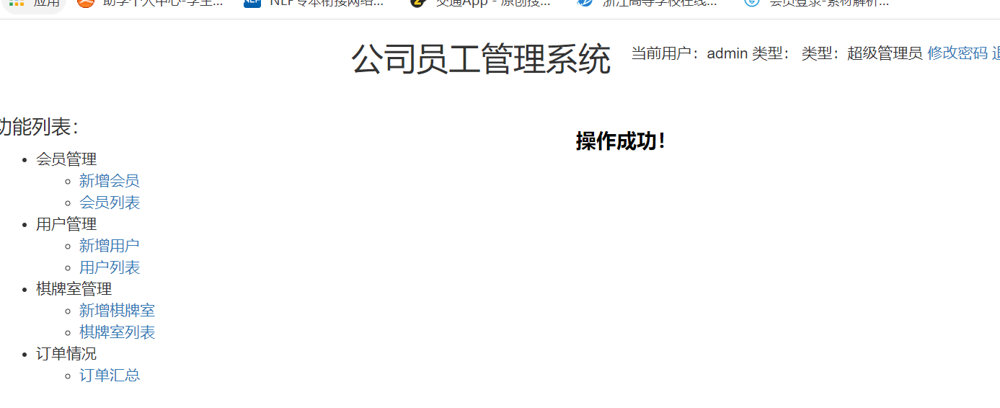 应用 助学个人中心-学生... NLP专本衔接网络... 交通App - 原创搜... 浙江高等学校在线... 会员登录-素材解析...
公司员工管理系统 当前用户：admin 类型： 类型：超级管理员 修改密码
功能列表：
操作成功！
会员管理
新增会员
会员列表
用户管理
新增用户
用户列表
棋牌室管理
新增棋牌室
棋牌室列表
订单情况
订单汇总